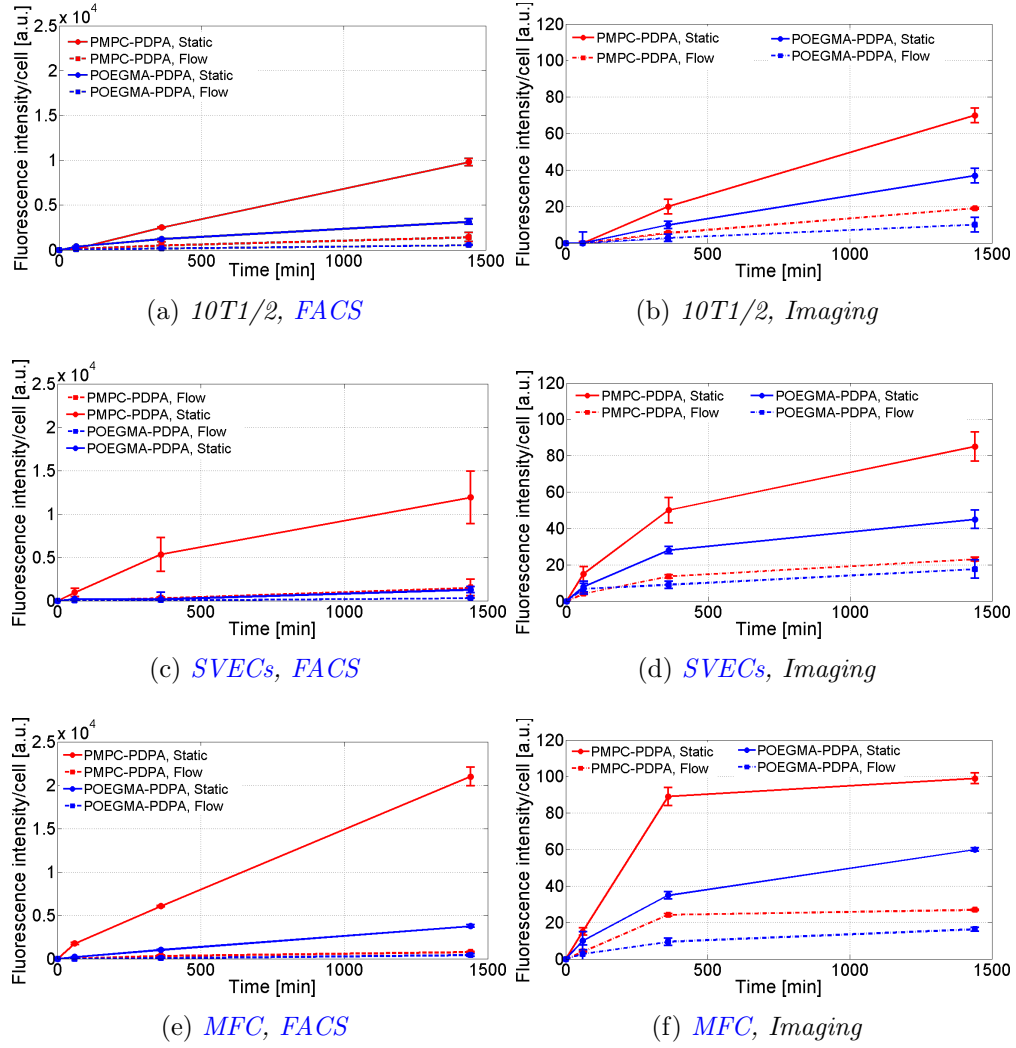 x 10⁴
Fluorescence intensity/cell [a.u.]
2.5
2
1.5
1
0.5
0
PMPC-PDPA, Static
PMPC-PDPA, Flow
POEGMA-PDPA, Static
POEGMA-PDPA, Flow
0 500 1000 1500
Time [min]
(a) 10T1/2, FACS
Fluorescence intensity/cell [a.u.]
120
100
80
60
40
20
0
PMPC-PDPA, Static POEGMA-PDPA, Static
PMPC-PDPA, Flow POEGMA-PDPA, Flow
0 500 1000 1500
Time [min]
(b) 10T1/2, Imaging
x 10⁴
Fluorescence intensity/cell [a.u.]
2.5
2
1.5
1
0.5
0
PMPC-PDPA, Flow
PMPC-PDPA, Static
POEGMA-PDPA, Flow
POEGMA-PDPA, Static
0 500 1000 1500
Time [min]
(c) SVECs, FACS
Fluorescence intensity/cell [a.u.]
120
100
80
60
40
20
0
PMPC-PDPA, Static POEGMA-PDPA, Static
PMPC-PDPA, Flow POEGMA-PDPA, Flow
0 500 1000 1500
Time [min]
(d) SVECs, Imaging
x 10⁴
Fluorescence intensity/cell [a.u.]
2.5
2
1.5
1
0.5
0
PMPC-PDPA, Static
PMPC-PDPA, Flow
POEGMA-PDPA, Static
POEGMA-PDPA, Flow
0 500 1000 1500
Time [min]
(e) MFC, FACS
Fluorescence intensity/cell [a.u.]
120
100
80
60
40
20
0
PMPC-PDPA, Static POEGMA-PDPA, Static
PMPC-PDPA, Flow POEGMA-PDPA, Flow
0 500 1000 1500
Time [min]
(f) MFC, Imaging